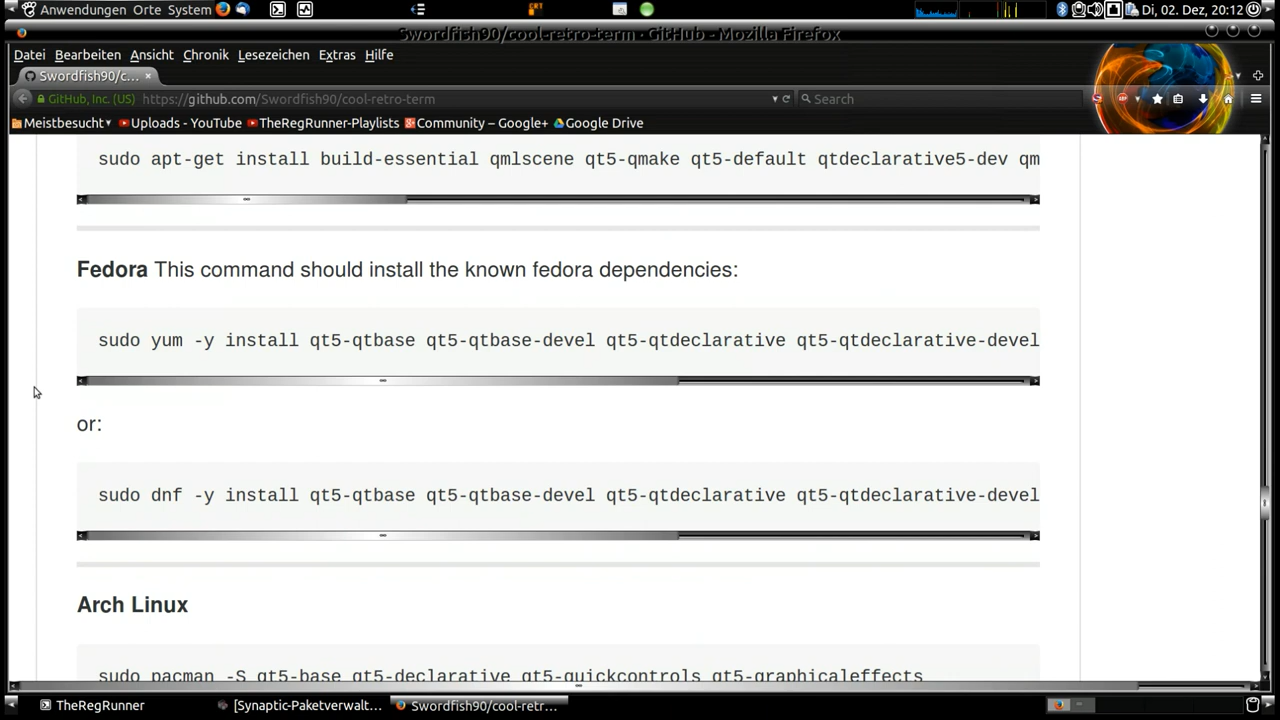 Anwendungen Orte System
Di, 02. Dez, 20:12
Swordfish90/cool-retro-term · GitHub - Mozilla Firefox
Datei Bearbeiten Ansicht Chronik Lesezeichen Extras Hilfe
Swordfish90/c... ×
GitHub, Inc. (US) https://github.com/Swordfish90/cool-retro-term Search
Meistbesucht Uploads - YouTube TheRegRunner-Playlists Community – Google+ Google Drive
sudo apt-get install build-essential qmlscene qt5-qmake qt5-default qtdeclarative5-dev qm
Fedora This command should install the known fedora dependencies:
sudo yum -y install qt5-qtbase qt5-qtbase-devel qt5-qtdeclarative qt5-qtdeclarative-devel
or:
sudo dnf -y install qt5-qtbase qt5-qtbase-devel qt5-qtdeclarative qt5-qtdeclarative-devel
Arch Linux
sudo pacman -S qt5-base qt5-declarative qt5-quickcontrols qt5-graphicaleffects
TheRegRunner [Synaptic-Paketverwalt... Swordfish90/cool-retr...